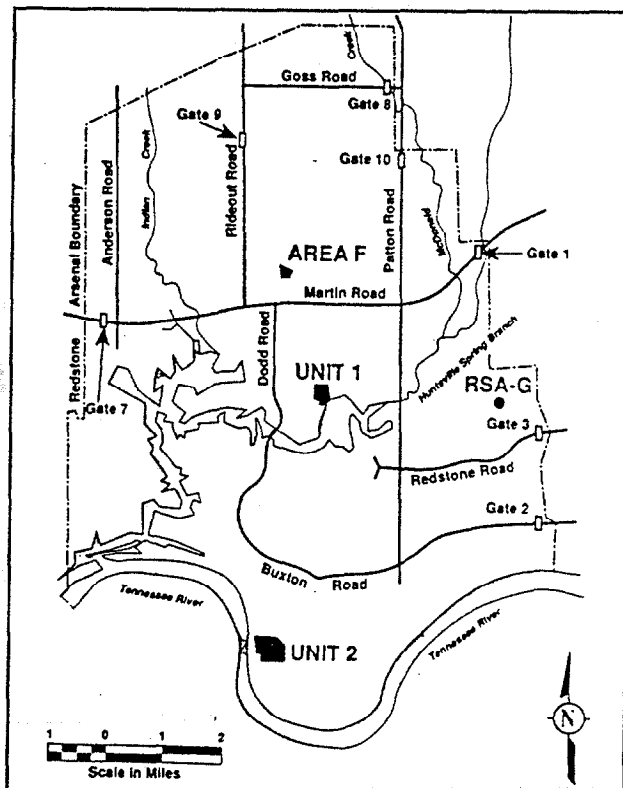 Creek
Goss Road
Gate 8
Gate 9
Creek
Indian
Gate 10
Rideout Road
Anderson Road
Redstone Arsenal Boundary
Patton Road
McDonald
Gate 1
AREA F
Martin Road
Dodd Road
UNIT 1
Huntsville Spring Branch
RSA-G
Gate 7
Gate 3
Redstone Road
Gate 2
Buxton Road
Tennessee River
Tennessee River
UNIT 2
N
1 0 1 2
Scale in Miles